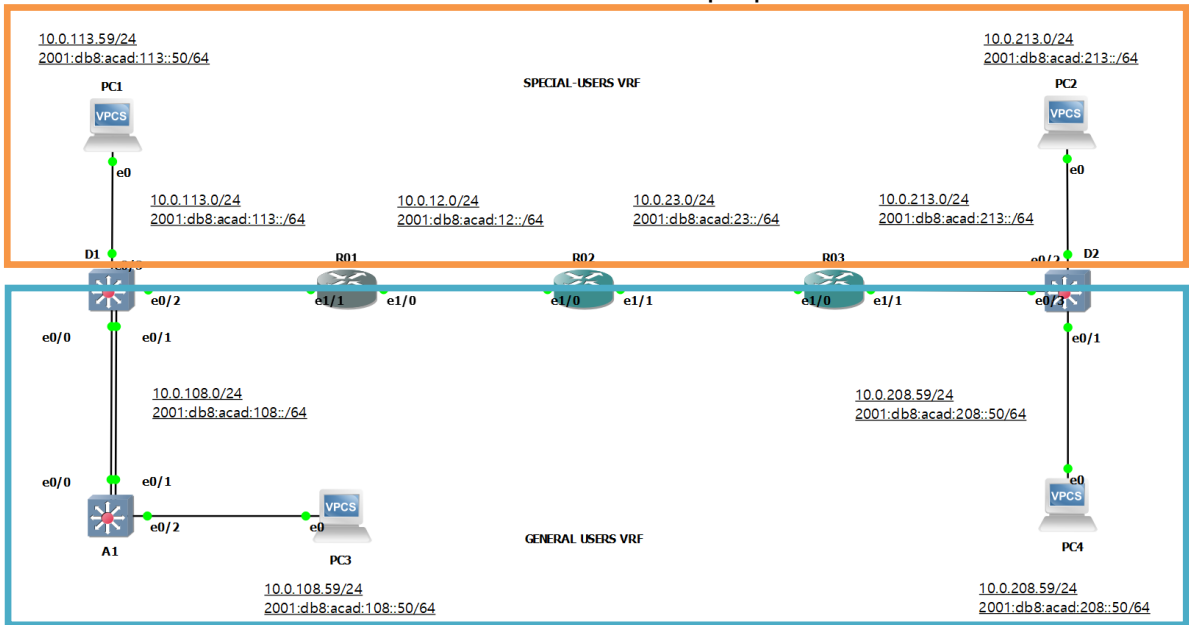 10.0.113.59/24
2001:db8:acad:113::50/64
PC1
VPCS
e0
SPECIAL-USERS VRF
10.0.213.0/24
2001:db8:acad:213::/64
PC2
VPCS
e0
10.0.113.0/24
2001:db8:acad:113::/64
10.0.12.0/24
2001:db8:acad:12::/64
10.0.23.0/24
2001:db8:acad:23::/64
10.0.213.0/24
2001:db8:acad:213::/64
D1
R01
R02
R03
e0/2
D2
e0/2
e1/1
e1/0
e1/0
e1/1
e1/0
e1/1
e0/3
e0/0
e0/1
e0/1
10.0.108.0/24
2001:db8:acad:108::/64
10.0.208.59/24
2001:db8:acad:208::50/64
e0/0
e0/1
e0/2
A1
e0
VPCS
PC3
GENERAL USERS VRF
e0
VPCS
PC4
10.0.108.59/24
2001:db8:acad:108::50/64
10.0.208.59/24
2001:db8:acad:208::50/64